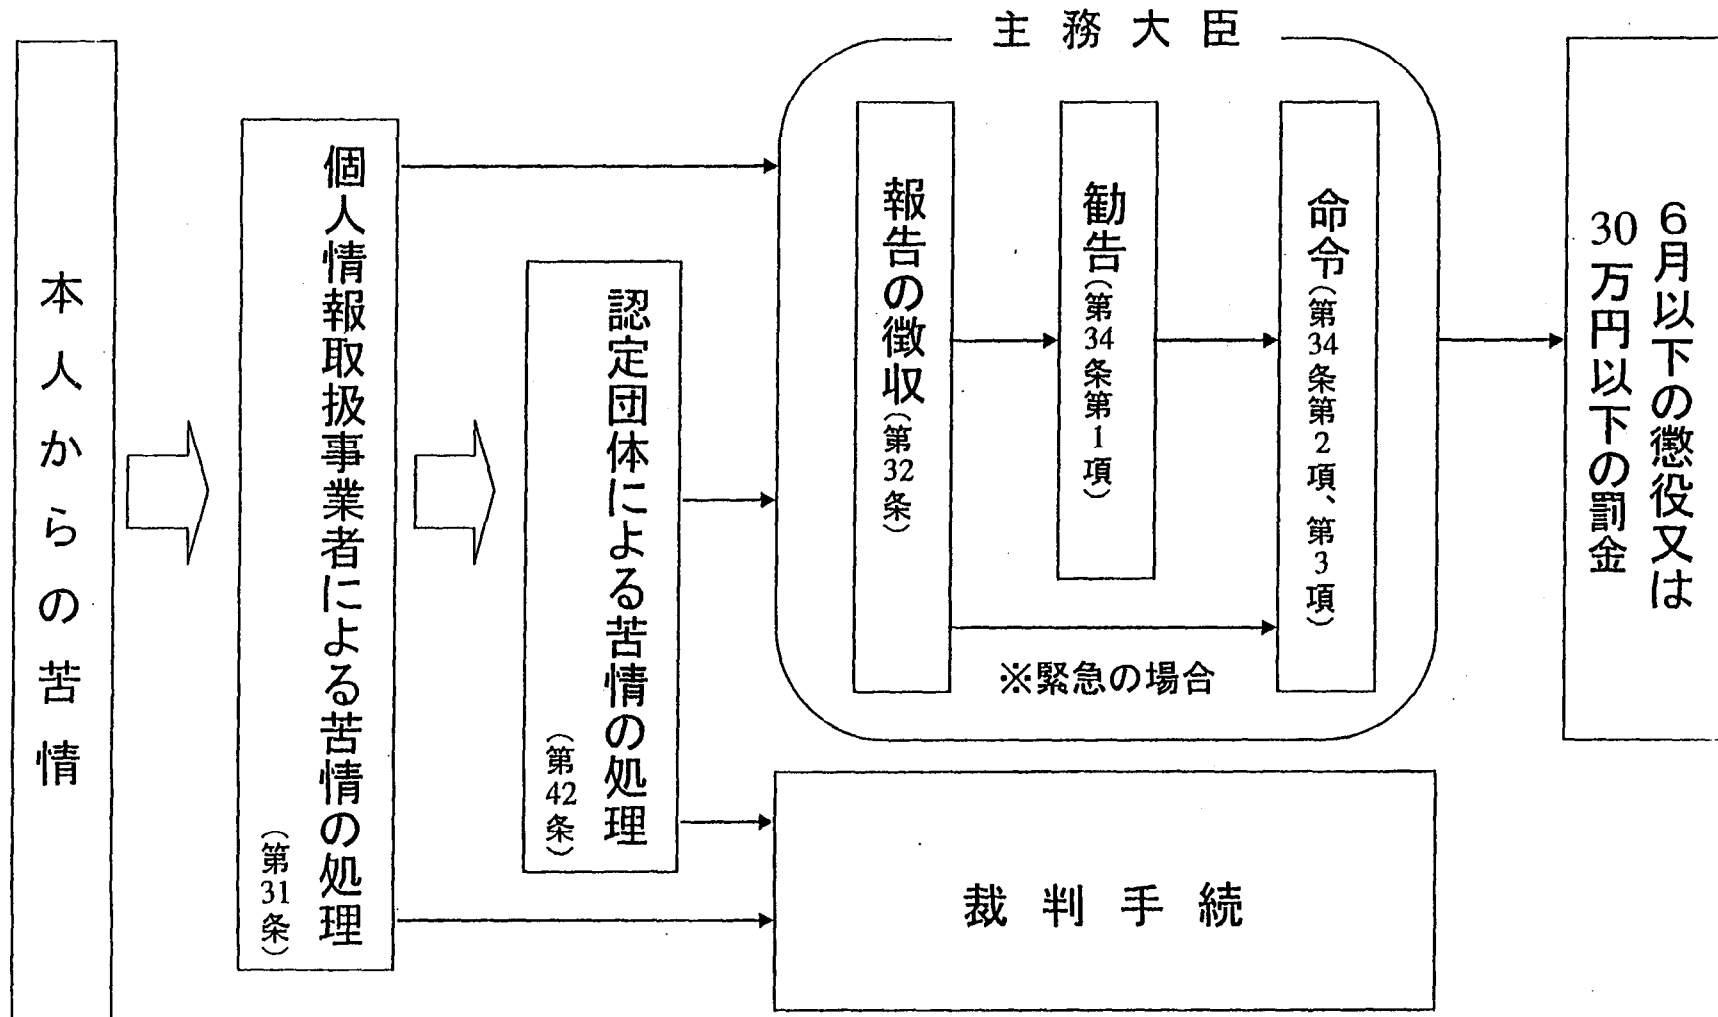 本人からの苦情
個人情報取扱事業者による苦情の処理
（第31条）
認定団体による苦情の処理
（第42条）
主務大臣
報告の徴収（第32条）
勧告（第34条第1項）
命令（第34条第2項、第3項）
※緊急の場合
裁判手続
6月以下の懲役又は
30万円以下の罰金